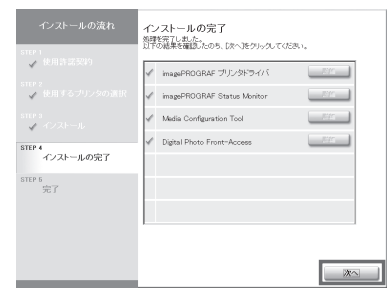 インストールの流れ
STEP 1
使用許諾契約
STEP 2
使用するプリンタの選択
STEP 3
インストール
STEP 4
インストールの完了
STEP 5
完了
インストールの完了
処理を完了しました。
以下の結果を確認したのち、[次へ]をクリックしてください。
imagePROGRAF プリンタドライバ
imagePROGRAF Status Monitor
Media Configuration Tool
Digital Photo Front-Access
次へ